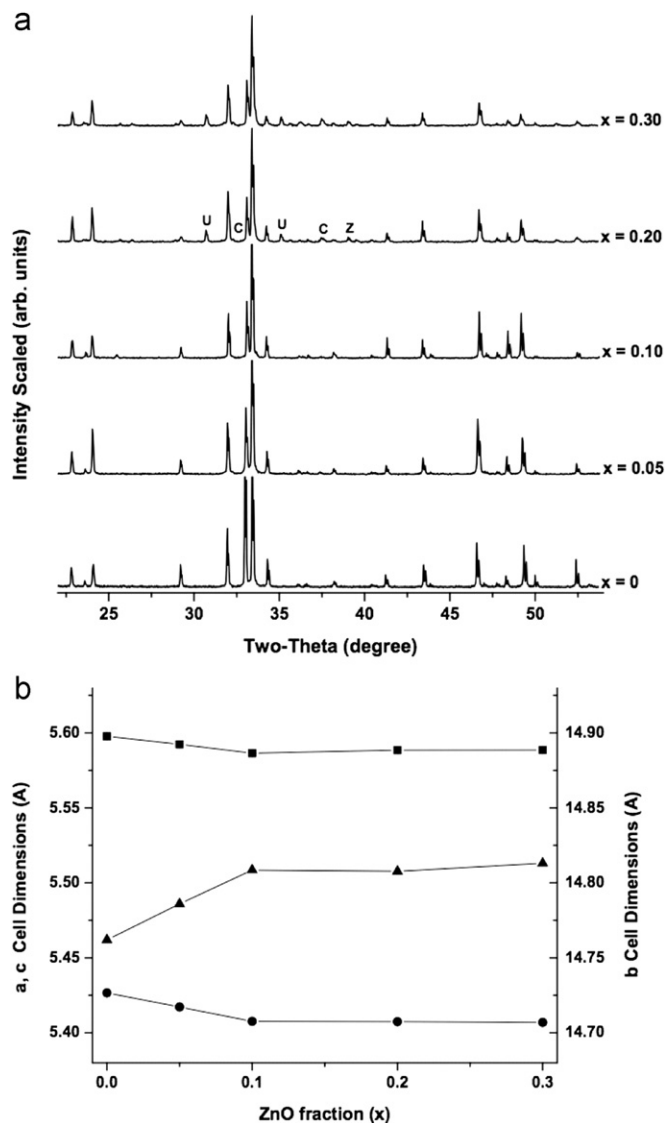 a
x = 0.30
U
C
U
C
Z
x = 0.20
x = 0.10
x = 0.05
x = 0
Intensity Scaled (arb. units)
25 30 35 40 45 50
Two-Theta (degree)
b
5.60
5.55
5.50
5.45
5.40
a, c Cell Dimensions (A)
14.90
14.85
14.80
14.75
14.70
b Cell Dimensions (A)
0.0 0.1 0.2 0.3
ZnO fraction (x)